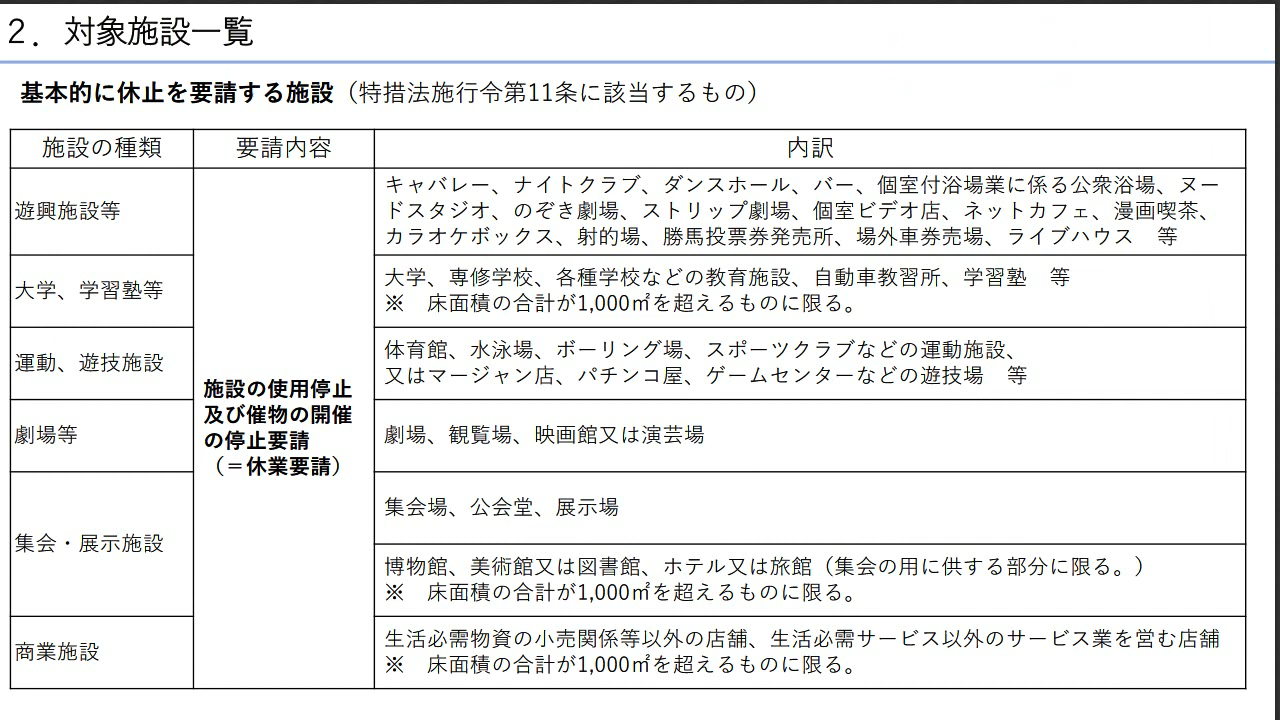 2．対象施設一覧
基本的に休止を要請する施設（特措法施行令第11条に該当するもの）
施設の種類
要請内容
内訳
遊興施設等
キャバレー、ナイトクラブ、ダンスホール、バー、個室付浴場業に係る公衆浴場、ヌー
ドスタジオ、のぞき劇場、ストリップ劇場、個室ビデオ店、ネットカフェ、漫画喫茶、
カラオケボックス、射的場、勝馬投票券発売所、場外車券売場、ライブハウス　等
大学、学習塾等
大学、専修学校、各種学校などの教育施設、自動車教習所、学習塾　等
※　床面積の合計が1,000㎡を超えるものに限る。
運動、遊技施設
体育館、水泳場、ボーリング場、スポーツクラブなどの運動施設、
又はマージャン店、パチンコ屋、ゲームセンターなどの遊技場　等
施設の使用停止
及び催物の開催
の停止要請
（＝休業要請）
劇場等
劇場、観覧場、映画館又は演芸場
集会・展示施設
集会場、公会堂、展示場
博物館、美術館又は図書館、ホテル又は旅館（集会の用に供する部分に限る。）
※　床面積の合計が1,000㎡を超えるものに限る。
商業施設
生活必需物資の小売関係等以外の店舗、生活必需サービス以外のサービス業を営む店舗
※　床面積の合計が1,000㎡を超えるものに限る。